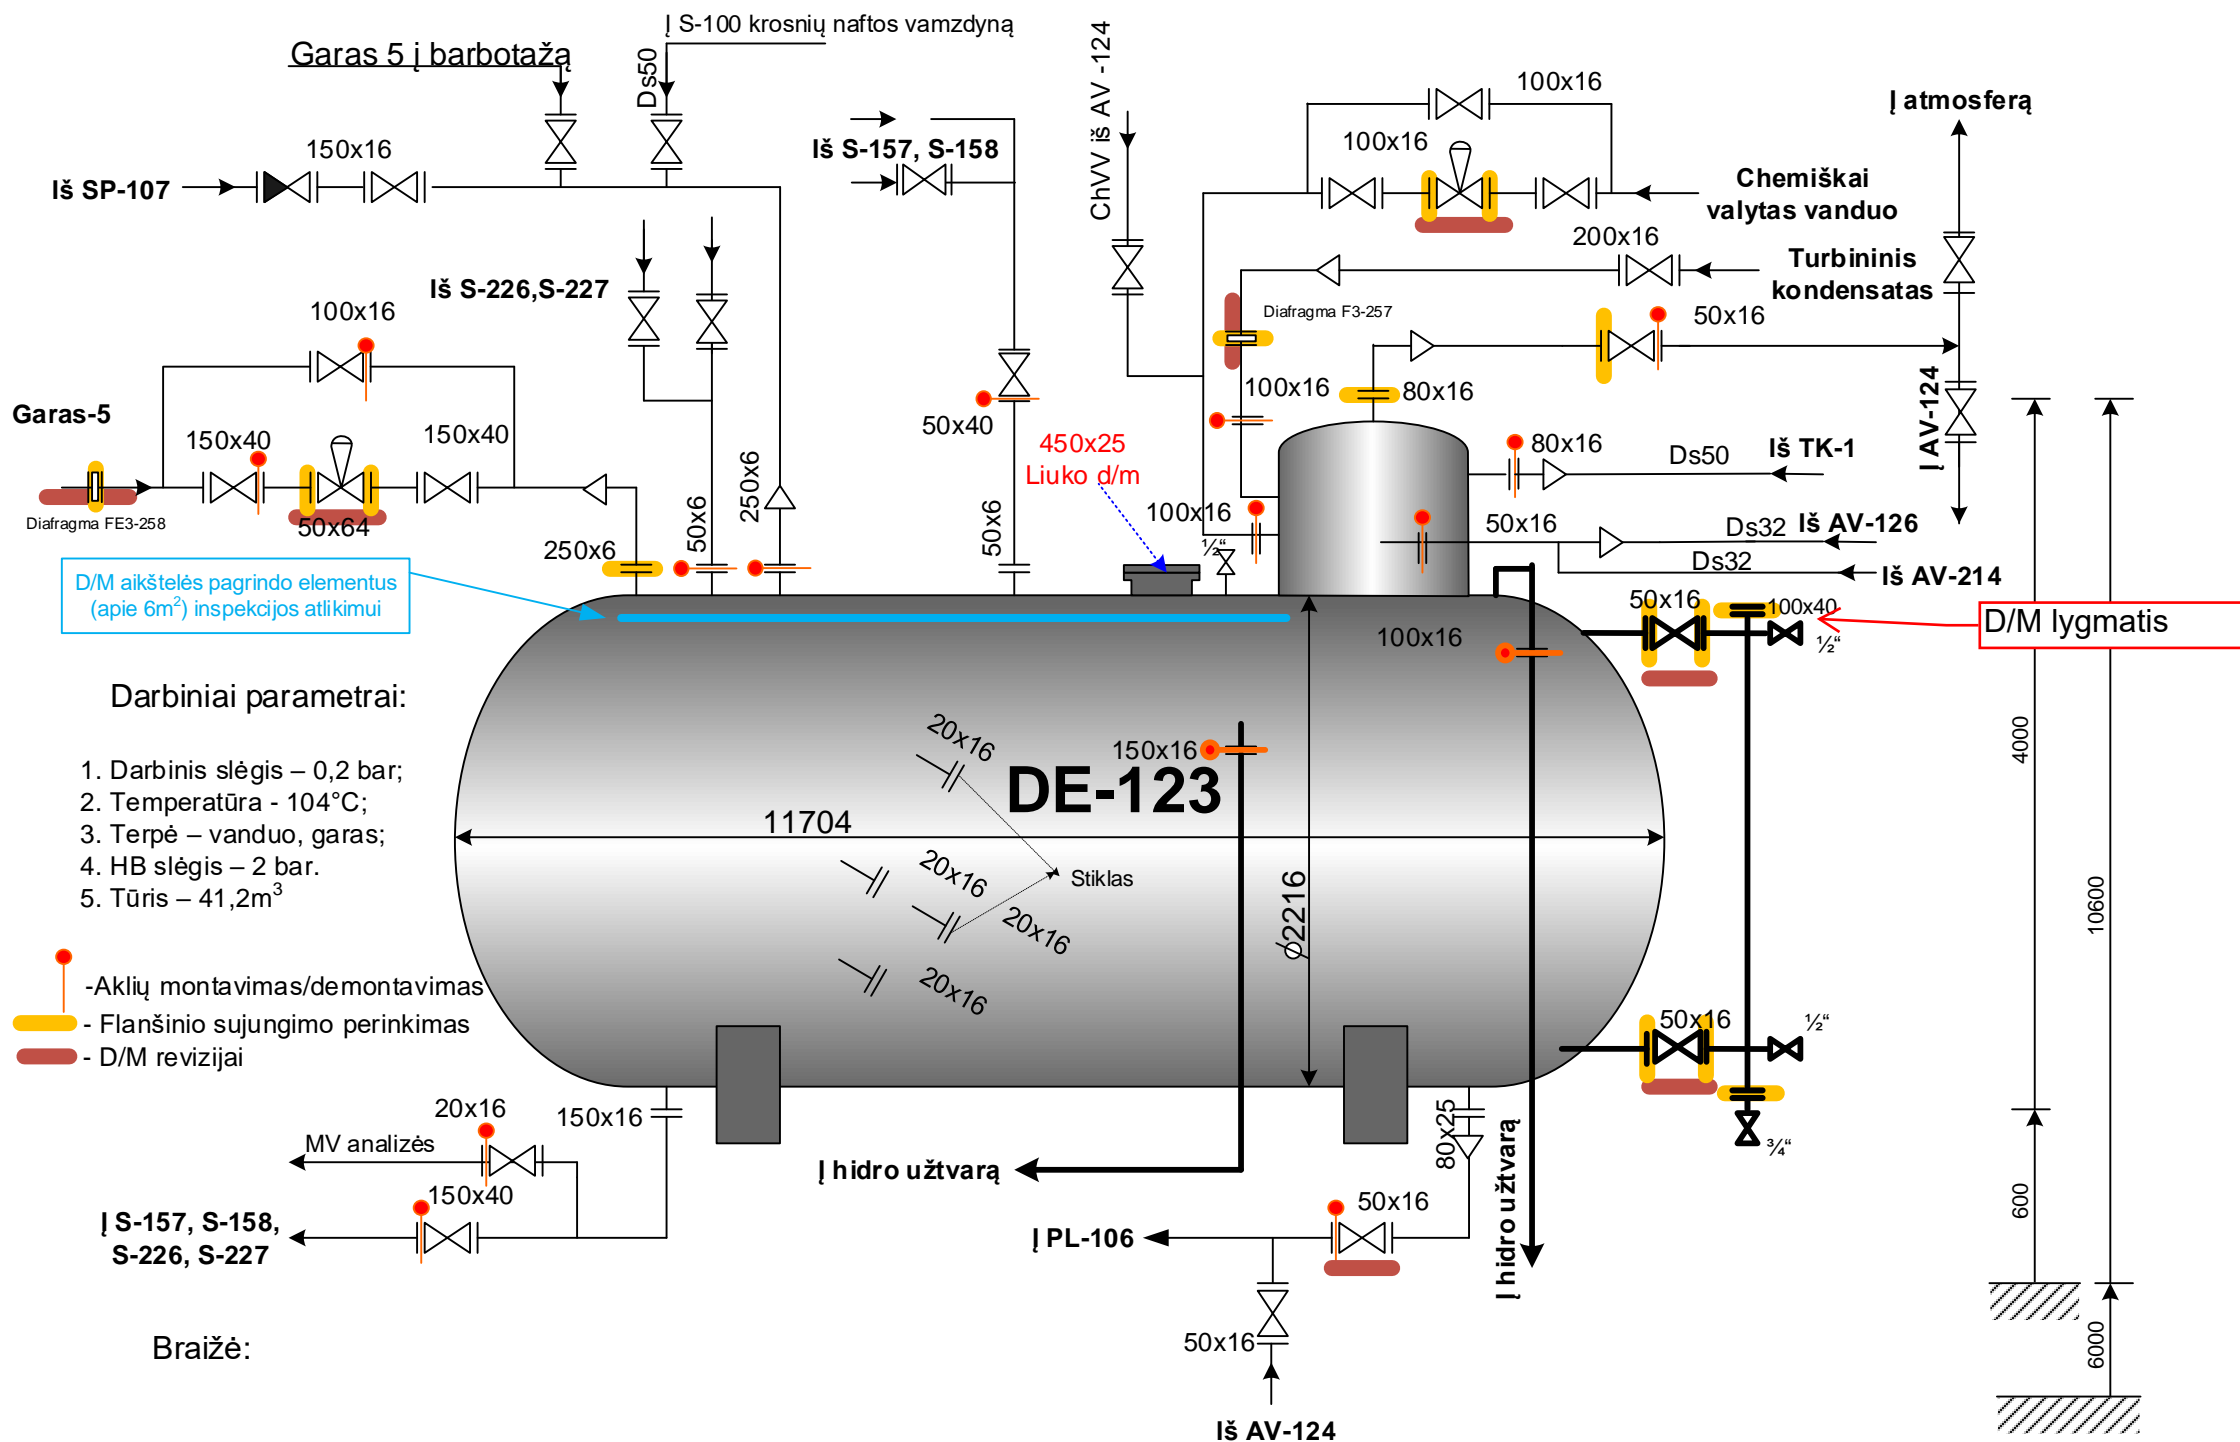 Į S-100 krosnių naftos vamzdyną
Garas 5 į barbotažą
Ds50
ChVV iš AV -124
100x16
Į atmosferą
150x16
Iš S-157, S-158
100x16
Iš SP-107
Chemiškai
valytas vanduo
200x16
Turbininis
kondensatas
Iš S-226,S-227
100x16
Diafragma F3-257
50x16
Garas-5
150x40
150x40
50x40
100x16
80x16
Į AV-124
450x25
Liuko d/m
80x16
Iš TK-1
Ds50
Diafragma FE3-258
50x64
250x6
50x6
250x6
50x6
100x16
½“
50x16
Ds32
Iš AV-126
Ds32
Iš AV-214
D/M aikštelės pagrindo elementus
(apie 6m²) inspekcijos atlikimui
50x16
100x40
½“
D/M lygmatis
100x16
Darbiniai parametrai:
1. Darbinis slėgis – 0,2 bar;
2. Temperatūra - 104°C;
3. Terpė – vanduo, garas;
4. HB slėgis – 2 bar.
5. Tūris – 41,2m³
20x16
150x16
DE-123
11704
20x16
Stiklas
20x16
20x16
⌀2216
4000
10600
-Aklių montavimas/demontavimas
- Flanšinio sujungimo perinkimas
- D/M revizijai
50x16
½“
¾“
20x16
150x16
MV analizės
150x40
Į S-157, S-158,
S-226, S-227
Į hidro užtvarą
80x25
Į hidro užtvarą
50x16
Į PL-106
600
50x16
6000
Iš AV-124
Braižė: